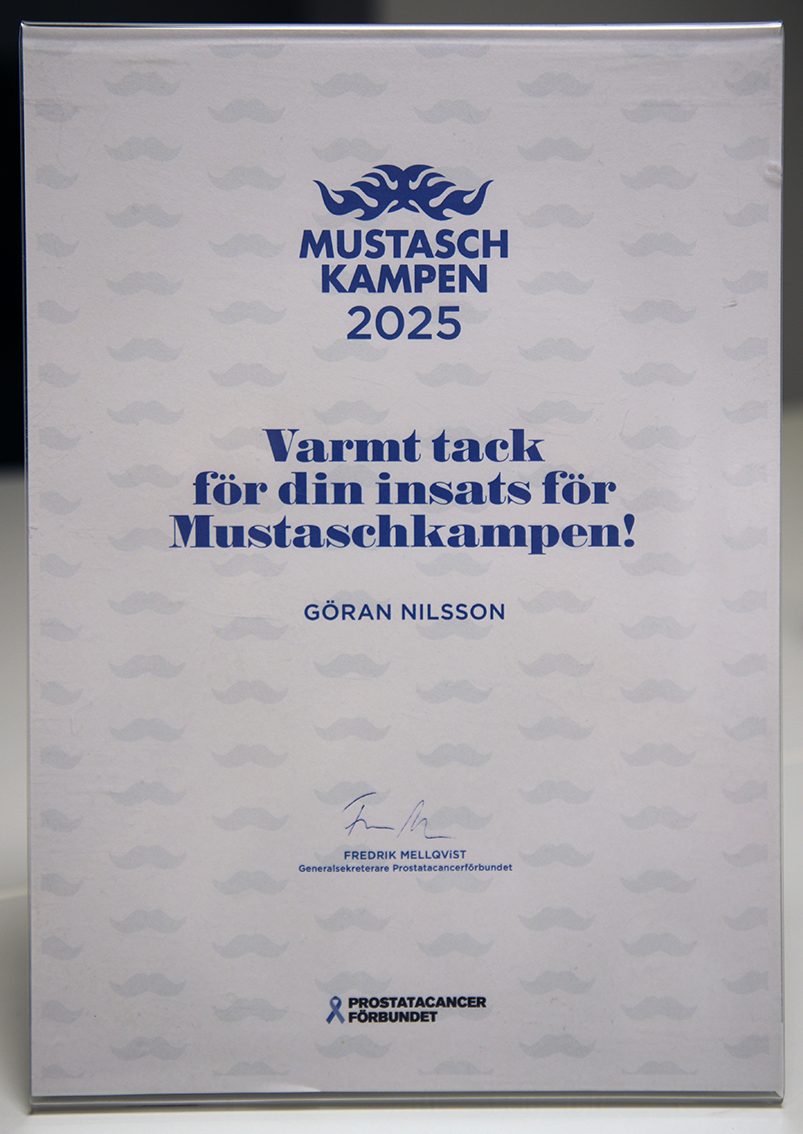 MUSTASCH
KAMPEN
2025
Varmt tack
för din insats för
Mustaschkampen!
GÖRAN NILSSON
FREDRIK MELLQViST
Generalsekreterare Prostatacancerförbundet
PROSTATACANCER
FÖRBUNDET